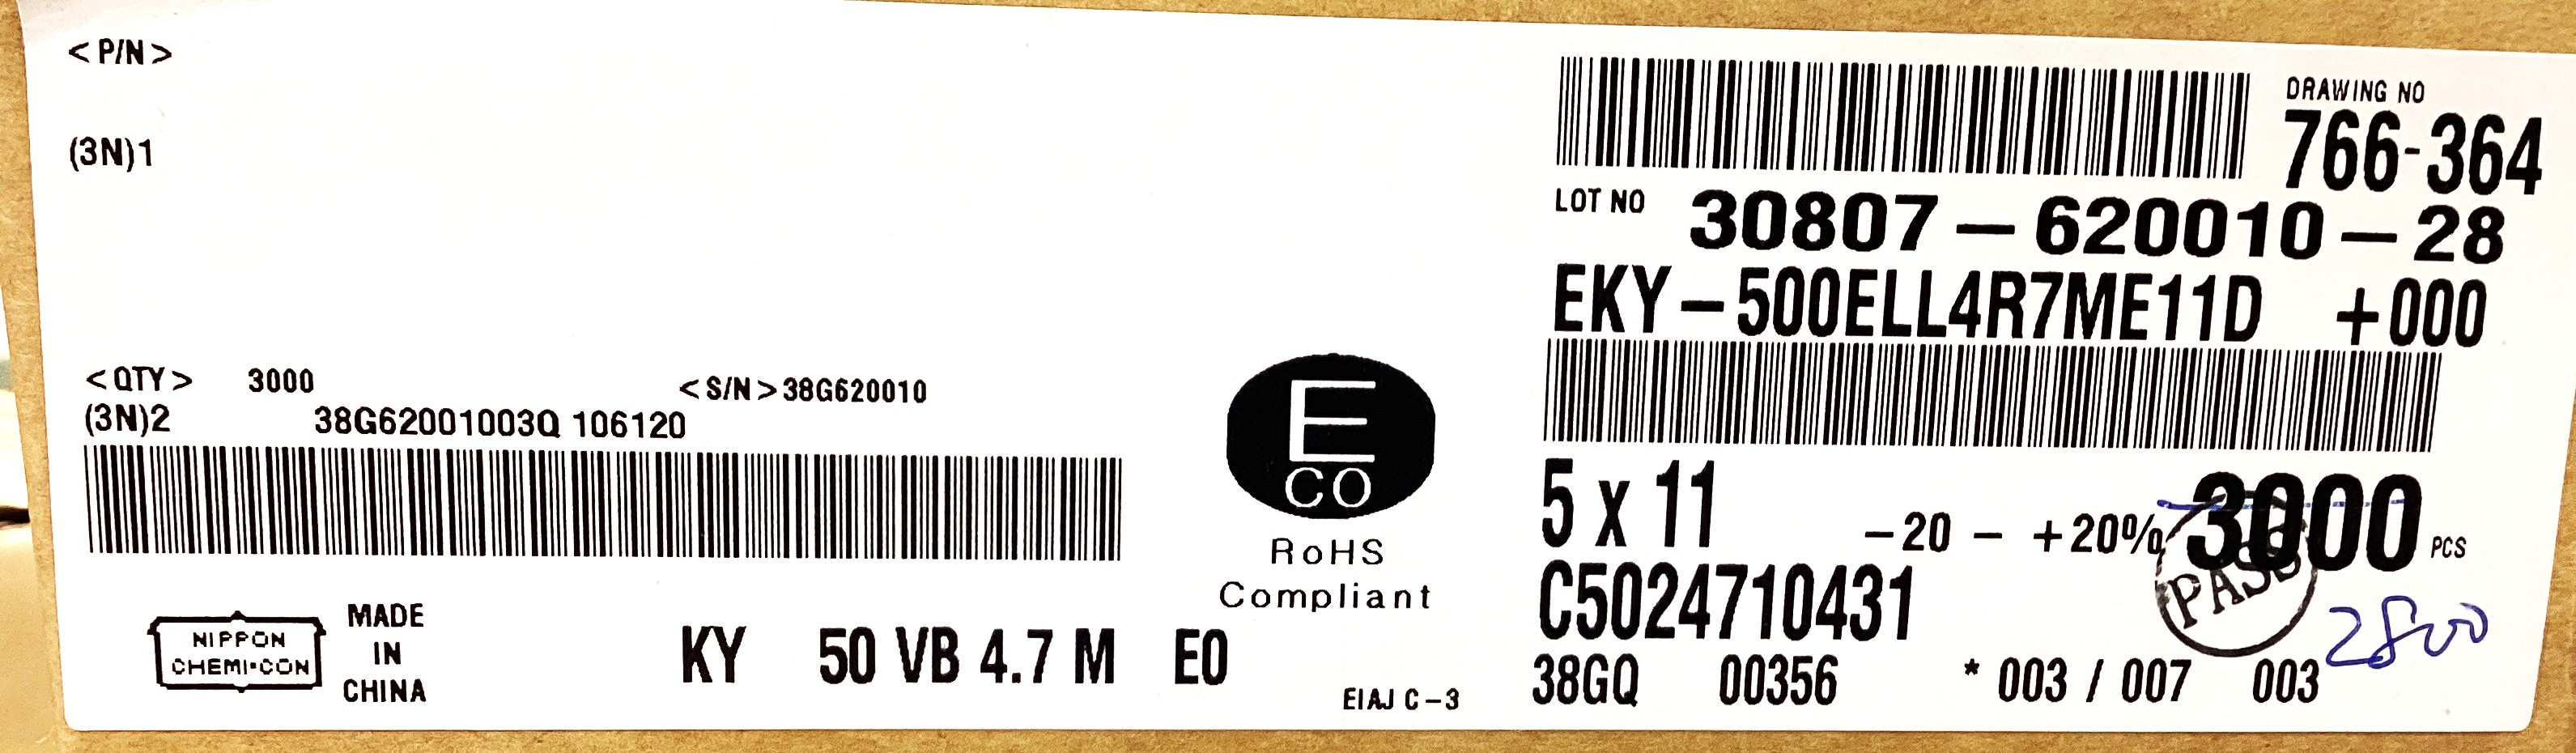 <P/N>
(3N)1
<QTY> 3000 <S/N>38G620010
(3N)2 38G62001003Q 106120
NIPPON
CHEMI-CON
MADE
IN
CHINA
KY 50 VB 4.7 M E0
E
CO
RoHS
Compliant
EIAJ C-3
DRAWING NO
766-364
LOT NO 30807-620010-28
EKY-500ELL4R7ME11D +000
5 x 11 -20 - +20% 3000 PCS
PASS
C5024710431
2800
38GQ 00356 * 003 / 007 003